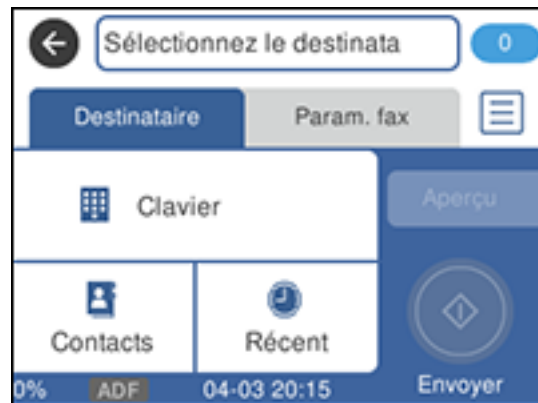 Sélectionnez le destinata
0
Destinataire
Param. fax
Clavier
Aperçu
Contacts
Récent
0%
ADF
04-03 20:15
Envoyer